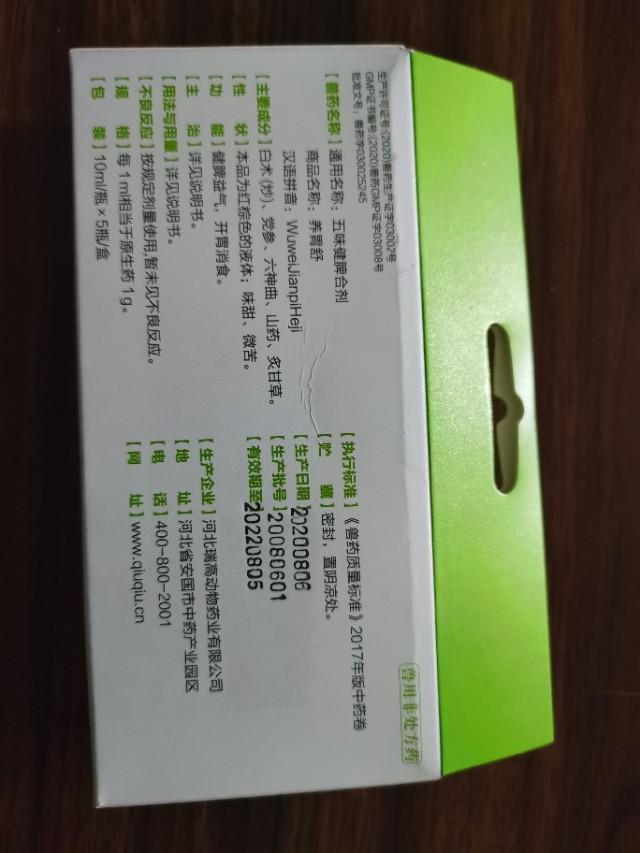 生产许可证号:(2020)兽药生产证字03002号
GMP证书编号:(2020)兽药GMP证字03008号
批准文号：兽药字030025245
【兽药名称】通用名称：五味健脾合剂
商品名称：养胃舒
汉语拼音：WuweiJianpiHeji
【主要成分】白术(炒)、党参、六神曲、山药、炙甘草。
【性 状】本品为红棕色的液体；味甜、微苦。
【功 能】健脾益气，开胃消食。
【主 治】详见说明书。
【用法与用量】详见说明书。
【不良反应】按规定剂量使用,暂未见不良反应。
【规 格】每1ml相当于原生药1g。
【包 装】10ml/瓶×5瓶/盒
兽用非处方药
【执行标准】《兽药质量标准》2017年版中药卷
【贮 藏】密封，置阴凉处。
【生产日期】20200806
【生产批号】20080601
【有效期至】20220805
【生产企业】河北瑞高动物药业有限公司
【地 址】河北省安国市中药产业园区
【电 话】400-800-2001
【网 址】www.qiuqiu.cn